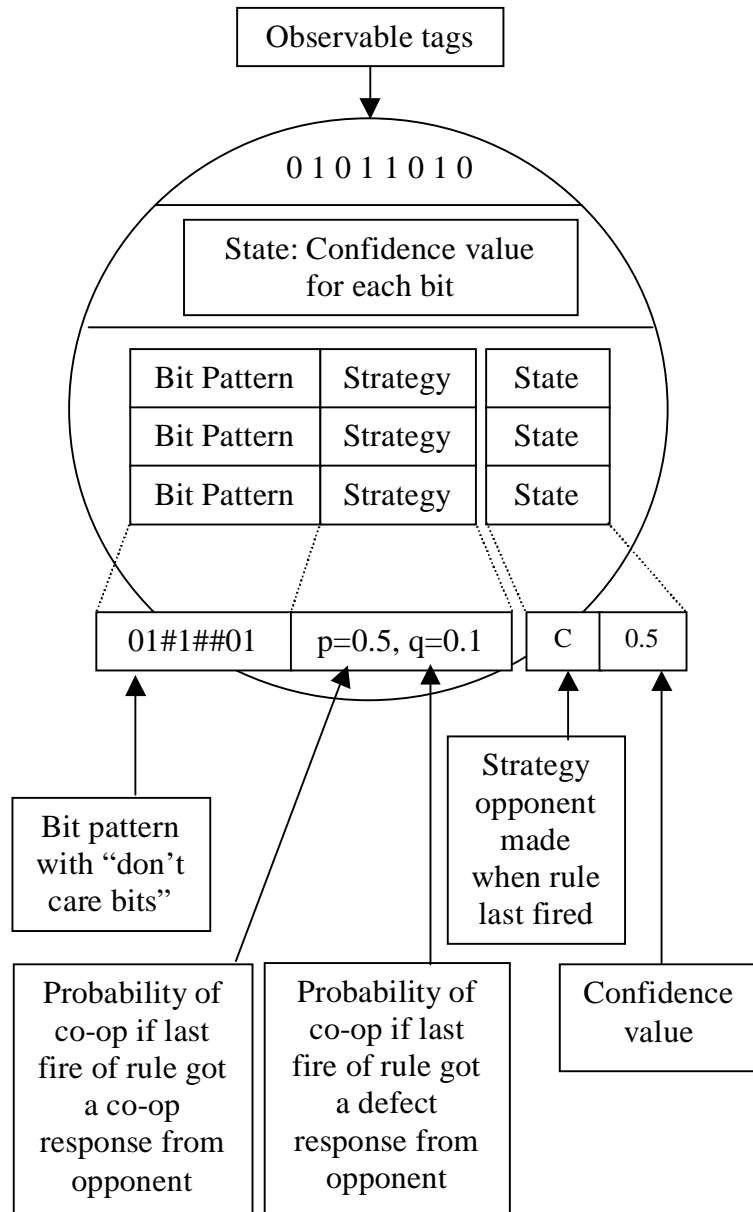 Observable tags
0 1 0 1 1 0 1 0
State: Confidence value
for each bit
Bit Pattern Strategy State
Bit Pattern Strategy State
Bit Pattern Strategy State
01#1##01 p=0.5, q=0.1 C 0.5
Bit pattern
with “don’t
care bits”
Strategy
opponent
made
when rule
last fired
Probability of
co-op if last
fire of rule got
a co-op
response from
opponent
Probability of
co-op if last
fire of rule got
a defect
response from
opponent
Confidence
value